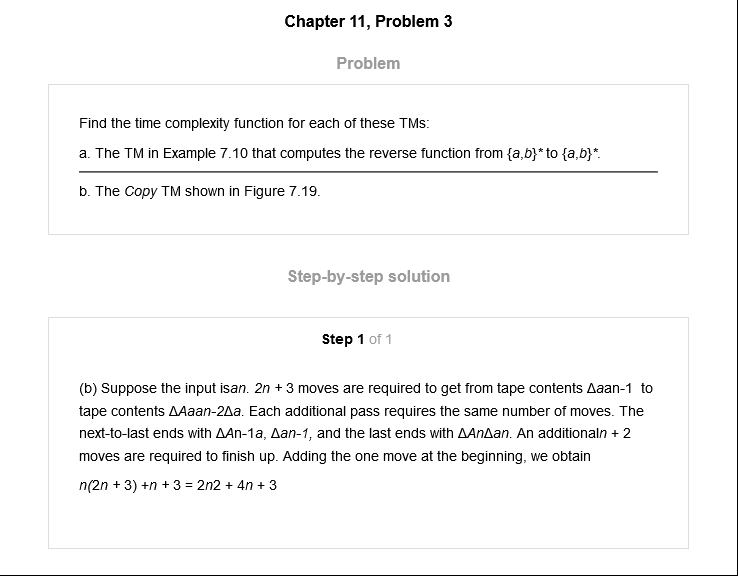 Chapter 11, Problem 3
Problem
Find the time complexity function for each of these TMs:
a. The TM in Example 7.10 that computes the reverse function from {a,b}* to {a,b}*.
b. The Copy TM shown in Figure 7.19.
Step-by-step solution
Step 1 of 1
(b) Suppose the input isan. 2n + 3 moves are required to get from tape contents Δaan-1 to
tape contents ΔAaan-2Δa. Each additional pass requires the same number of moves. The
next-to-last ends with ΔAn-1a, Δan-1, and the last ends with ΔAnΔan. An additionaln + 2
moves are required to finish up. Adding the one move at the beginning, we obtain
n(2n + 3) +n + 3 = 2n2 + 4n + 3